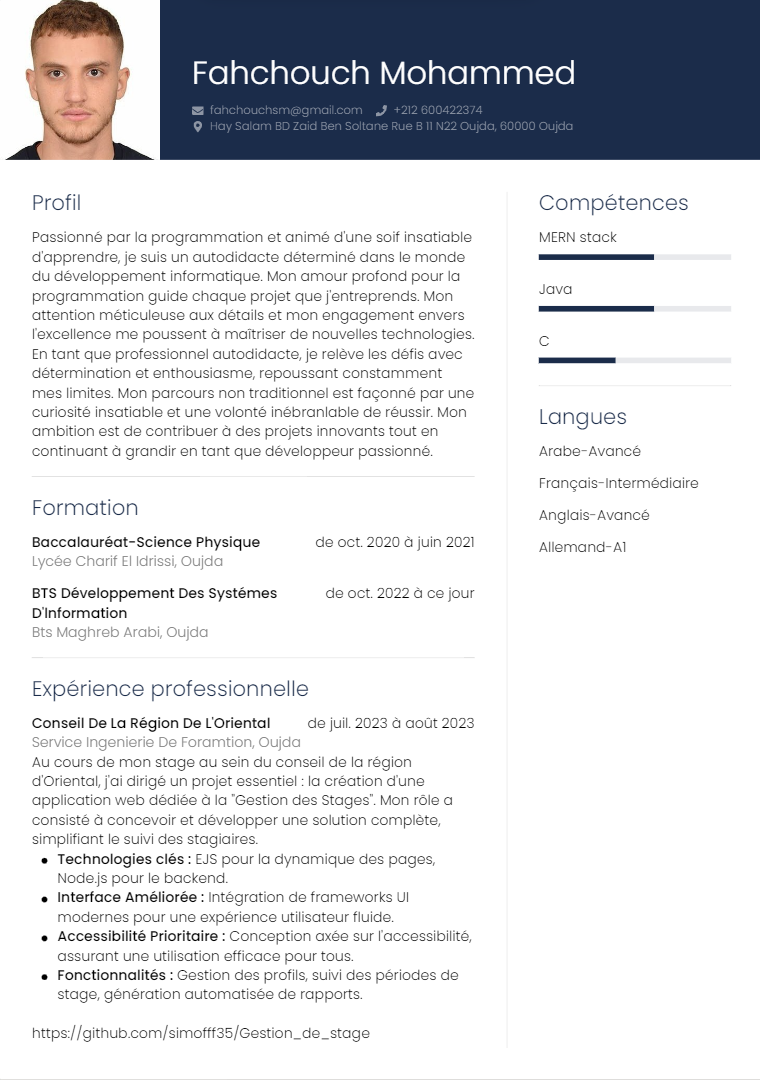 Fahchouch Mohammed
fahchouchsm@gmail.com +212 600422374
Hay Salam BD Zaid Ben Soltane Rue B 11 N22 Oujda, 60000 Oujda
Profil
Passionné par la programmation et animé d'une soif insatiable
d'apprendre, je suis un autodidacte déterminé dans le monde
du développement informatique. Mon amour profond pour la
programmation guide chaque projet que j'entreprends. Mon
attention méticuleuse aux détails et mon engagement envers
l'excellence me poussent à maîtriser de nouvelles technologies.
En tant que professionnel autodidacte, je relève les défis avec
détermination et enthousiasme, repoussant constamment
mes limites. Mon parcours non traditionnel est façonné par une
curiosité insatiable et une volonté inébranlable de réussir. Mon
ambition est de contribuer à des projets innovants tout en
continuant à grandir en tant que développeur passionné.
Formation
Baccalauréat-Science Physique de oct. 2020 à juin 2021
Lycée Charif El Idrissi, Oujda
BTS Développement Des Systémes de oct. 2022 à ce jour
D'Information
Bts Maghreb Arabi, Oujda
Expérience professionnelle
Conseil De La Région De L'Oriental de juil. 2023 à août 2023
Service Ingenierie De Foramtion, Oujda
Au cours de mon stage au sein du conseil de la région
d'Oriental, j'ai dirigé un projet essentiel : la création d'une
application web dédiée à la "Gestion des Stages". Mon rôle a
consisté à concevoir et développer une solution complète,
simplifiant le suivi des stagiaires.
• Technologies clés : EJS pour la dynamique des pages,
Node.js pour le backend.
• Interface Améliorée : Intégration de frameworks UI
modernes pour une expérience utilisateur fluide.
• Accessibilité Prioritaire : Conception axée sur l'accessibilité,
assurant une utilisation efficace pour tous.
• Fonctionnalités : Gestion des profils, suivi des périodes de
stage, génération automatisée de rapports.
https://github.com/simofff35/Gestion_de_stage
Compétences
MERN stack
Java
C
Langues
Arabe-Avancé
Français-Intermédiaire
Anglais-Avancé
Allemand-A1